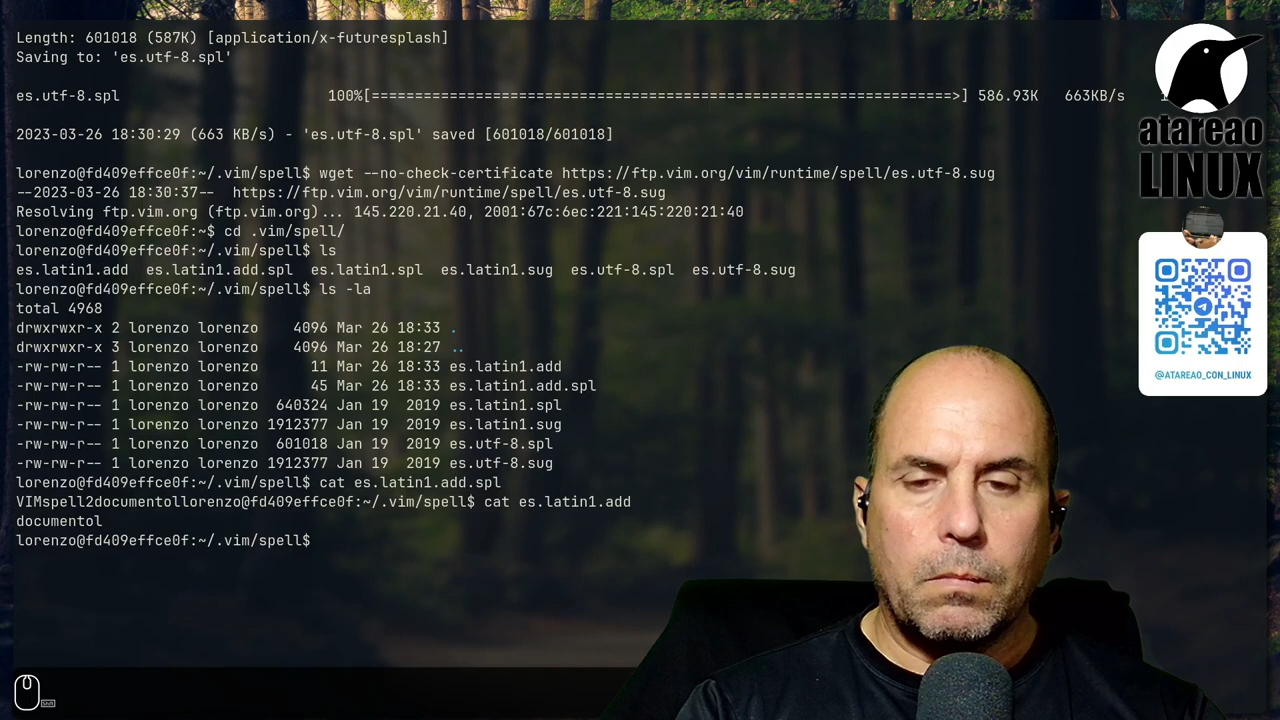 Length: 601018 (587K) [application/x-futuresplash]
Saving to: 'es.utf-8.spl'
es.utf-8.spl 100%[===================================================================>] 586.93K 663KB/s
2023-03-26 18:30:29 (663 KB/s) - 'es.utf-8.spl' saved [601018/601018]
lorenzo@fd409effce0f:~/.vim/spell$ wget --no-check-certificate https://ftp.vim.org/vim/runtime/spell/es.utf-8.sug
--2023-03-26 18:30:37-- https://ftp.vim.org/vim/runtime/spell/es.utf-8.sug
Resolving ftp.vim.org (ftp.vim.org)... 145.220.21.40, 2001:67c:6ec:221:145:220:21:40
lorenzo@fd409effce0f:~$ cd .vim/spell/
lorenzo@fd409effce0f:~/.vim/spell$ ls
es.latin1.add es.latin1.add.spl es.latin1.spl es.latin1.sug es.utf-8.spl es.utf-8.sug
lorenzo@fd409effce0f:~/.vim/spell$ ls -la
total 4968
drwxrwxr-x 2 lorenzo lorenzo 4096 Mar 26 18:33 .
drwxrwxr-x 3 lorenzo lorenzo 4096 Mar 26 18:27 ..
-rw-rw-r-- 1 lorenzo lorenzo 11 Mar 26 18:33 es.latin1.add
-rw-rw-r-- 1 lorenzo lorenzo 45 Mar 26 18:33 es.latin1.add.spl
-rw-rw-r-- 1 lorenzo lorenzo 640324 Jan 19 2019 es.latin1.spl
-rw-rw-r-- 1 lorenzo lorenzo 1912377 Jan 19 2019 es.latin1.sug
-rw-rw-r-- 1 lorenzo lorenzo 601018 Jan 19 2019 es.utf-8.spl
-rw-rw-r-- 1 lorenzo lorenzo 1912377 Jan 19 2019 es.utf-8.sug
lorenzo@fd409effce0f:~/.vim/spell$ cat es.latin1.add.spl
VIMspell2documentollorenzo@fd409effce0f:~/.vim/spell$ cat es.latin1.add
documentol
lorenzo@fd409effce0f:~/.vim/spell$
atareao
LINUX
@ATAREAO_CON_LINUX
Shift